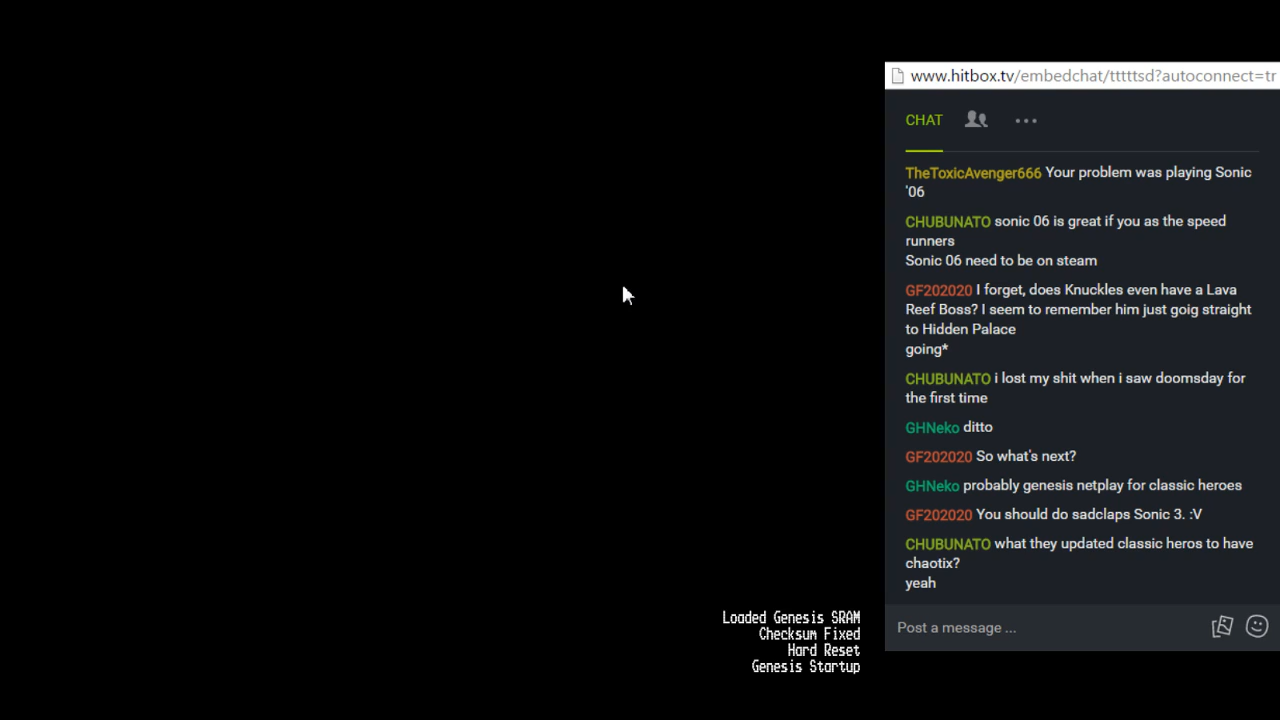 www.hitbox.tv/embedchat/tttttsd?autoconnect=tr
CHAT
TheToxicAvenger666 Your problem was playing Sonic
'06
CHUBUNATO sonic 06 is great if you as the speed
runners
Sonic 06 need to be on steam
GF202020 I forget, does Knuckles even have a Lava
Reef Boss? I seem to remember him just goig straight
to Hidden Palace
going*
CHUBUNATO i lost my shit when i saw doomsday for
the first time
GHNeko ditto
GF202020 So what's next?
GHNeko probably genesis netplay for classic heroes
GF202020 You should do sadclaps Sonic 3. :V
CHUBUNATO what they updated classic heros to have
chaotix?
yeah
Post a message ...
Loaded Genesis SRAM
Checksum Fixed
Hard Reset
Genesis Startup